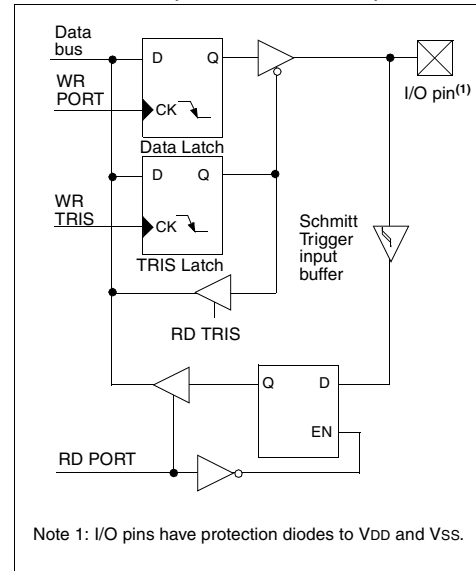 Data
bus
D Q
WR
PORT
CK
I/O pin(1)
Data Latch
D Q
WR
TRIS
CK
Schmitt
Trigger
input
buffer
TRIS Latch
RD TRIS
Q D
EN
RD PORT
Note 1: I/O pins have protection diodes to VDD and VSS.